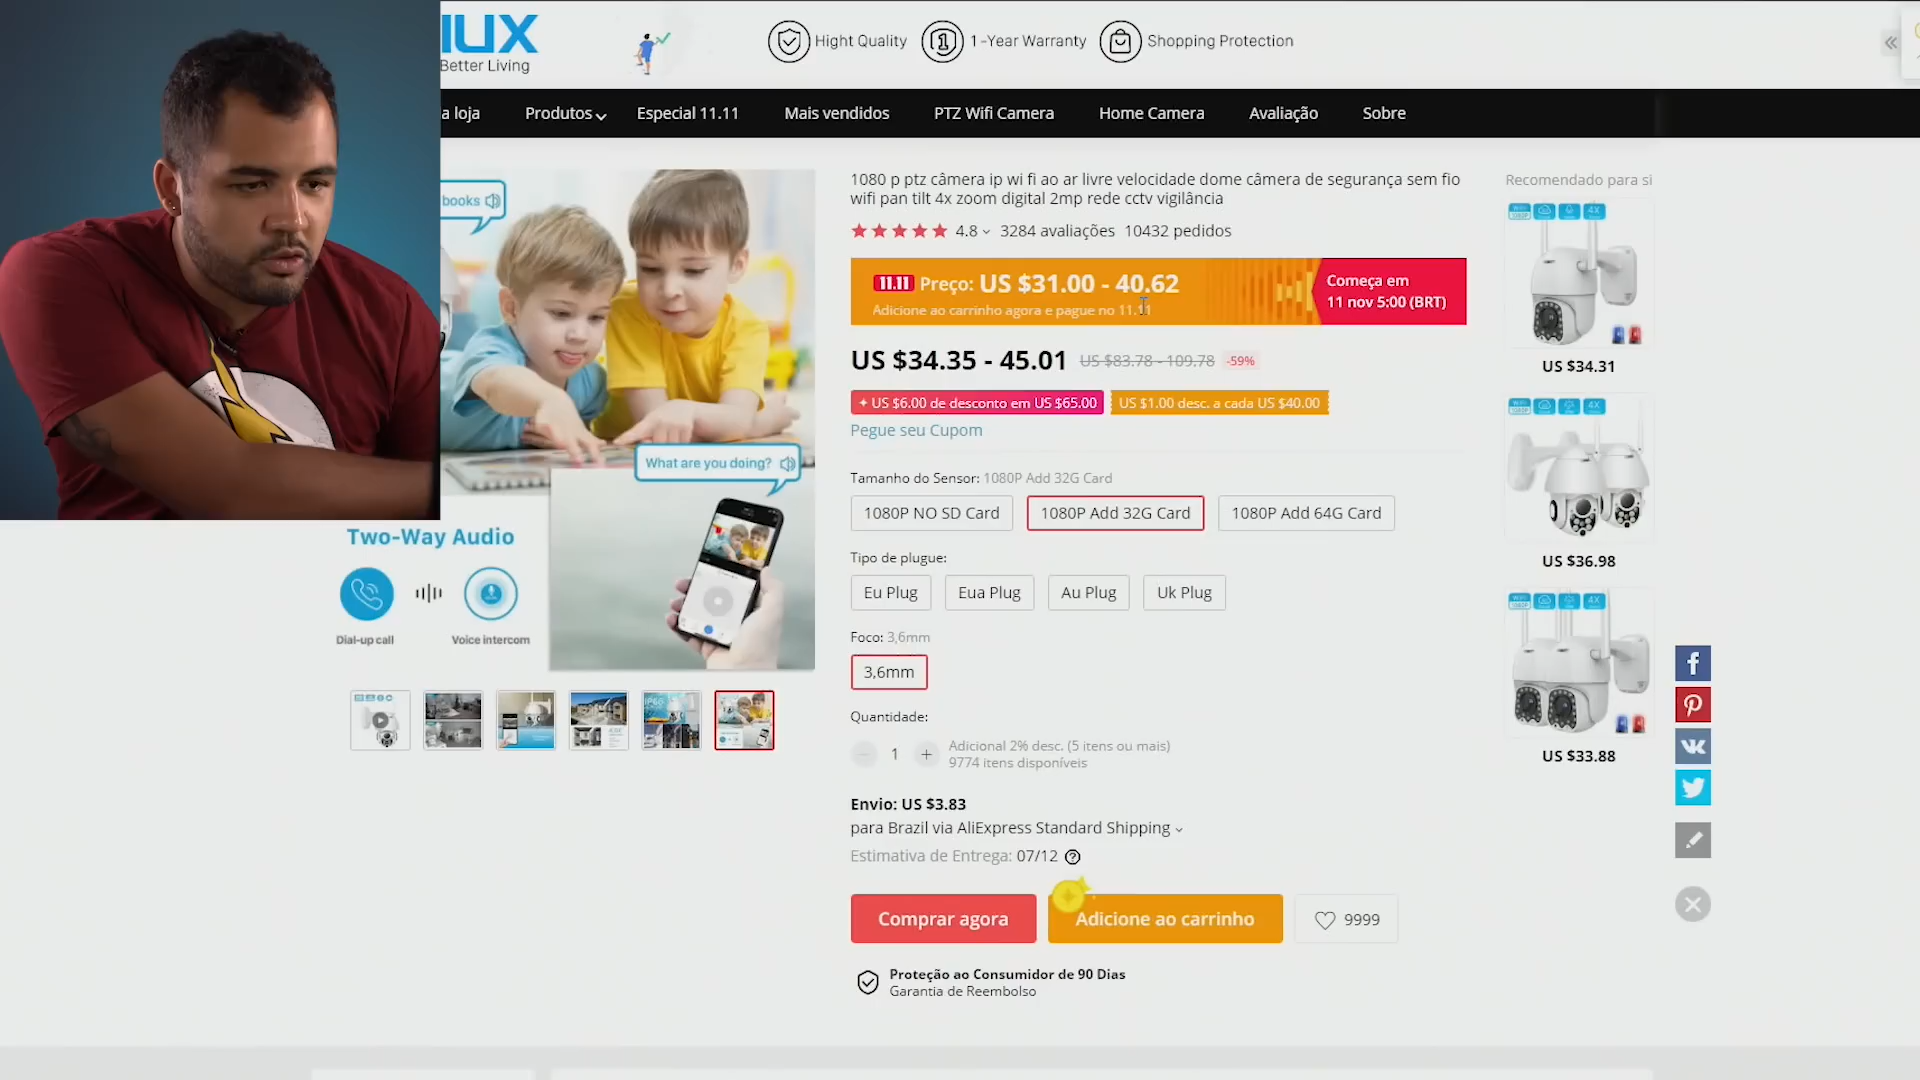 IUX
Better Living
Hight Quality
1-Year Warranty
Shopping Protection
a loja
Produtos
Especial 11.11
Mais vendidos
PTZ Wifi Camera
Home Camera
Avaliação
Sobre
books
What are you doing?
Two-Way Audio
Dial-up call
Voice intercom
1080 p ptz câmera ip wi fi ao ar livre velocidade dome câmera de segurança sem fio
wifi pan tilt 4x zoom digital 2mp rede cctv vigilância
4.8
3284 avaliações
10432 pedidos
11.11 Preço: US $31.00 - 40.62
Adicione ao carrinho agora e pague no 11.11
Começa em
11 nov 5:00 (BRT)
US $34.35 - 45.01
US $83.78 - 109.78
-59%
+ US $6.00 de desconto em US $65.00
US $1.00 desc. a cada US $40.00
Pegue seu Cupom
Tamanho do Sensor: 1080P Add 32G Card
1080P NO SD Card
1080P Add 32G Card
1080P Add 64G Card
Tipo de plugue:
Eu Plug
Eua Plug
Au Plug
Uk Plug
Foco: 3,6mm
3,6mm
Quantidade:
− 1 +
Adicional 2% desc. (5 itens ou mais)
9774 itens disponíveis
Envio: US $3.83
para Brazil via AliExpress Standard Shipping
Estimativa de Entrega: 07/12
Comprar agora
Adicione ao carrinho
9999
Proteção ao Consumidor de 90 Dias
Garantia de Reembolso
Recomendado para si
US $34.31
US $36.98
US $33.88